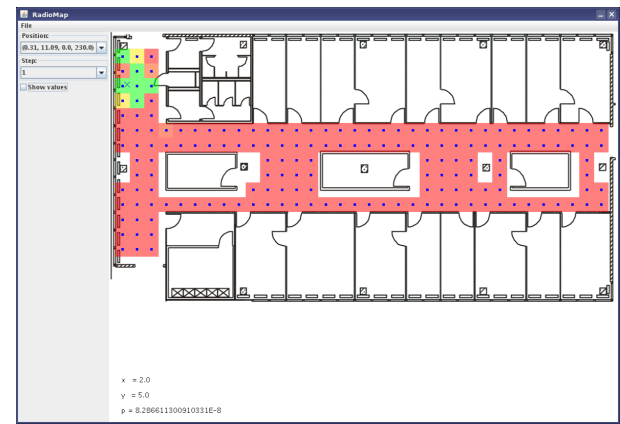 RadioMap
File
Position:
(0.31, 11.09, 0.0, 230.0)
Step:
1
Show values
x = 2.0
y = 5.0
p = 8.286611300910331E-8